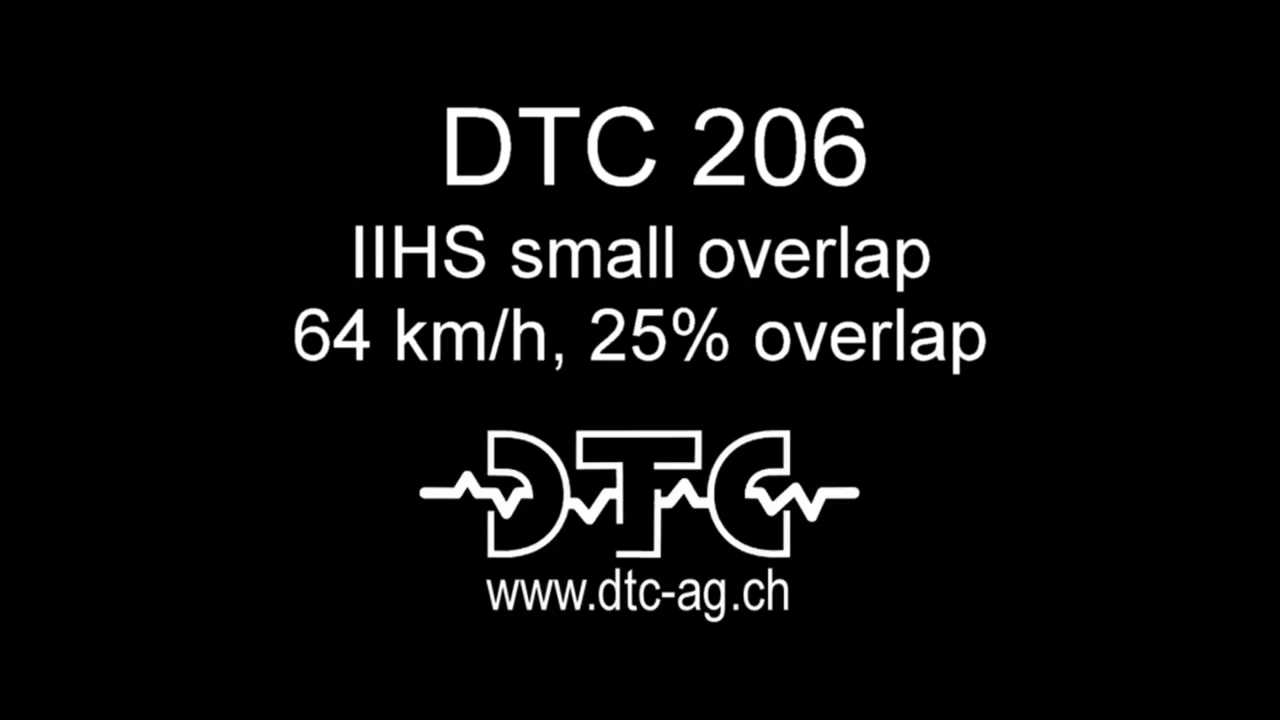 DTC 206
IIHS small overlap
64 km/h, 25% overlap
DTC
www.dtc-ag.ch